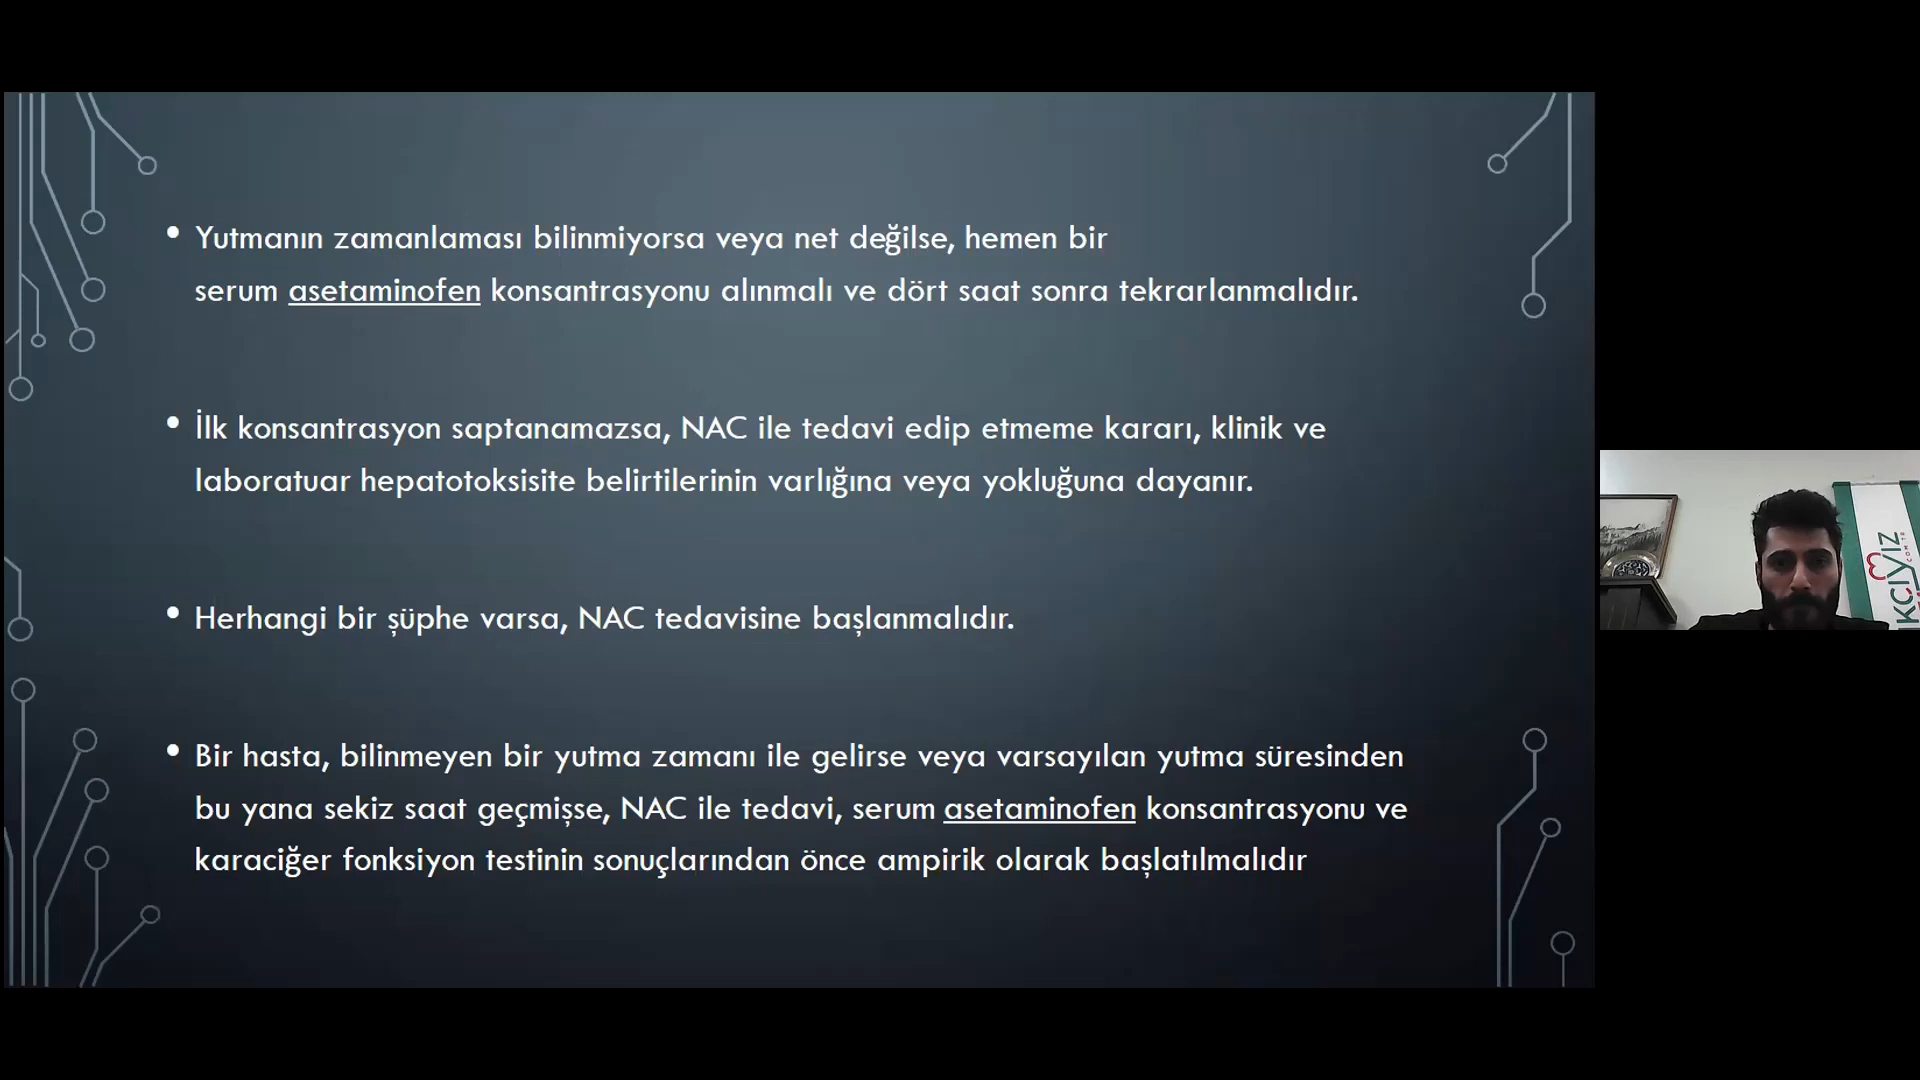 Yutmanın zamanlaması bilinmiyorsa veya net değilse, hemen bir
serum asetaminofen konsantrasyonu alınmalı ve dört saat sonra tekrarlanmalıdır.
İlk konsantrasyon saptanamazsa, NAC ile tedavi edip etmeme kararı, klinik ve
laboratuar hepatotoksisite belirtilerinin varlığına veya yokluğuna dayanır.
Herhangi bir şüphe varsa, NAC tedavisine başlanmalıdır.
Bir hasta, bilinmeyen bir yutma zamanı ile gelirse veya varsayılan yutma süresinden
bu yana sekiz saat geçmişse, NAC ile tedavi, serum asetaminofen konsantrasyonu ve
karaciğer fonksiyon testinin sonuçlarından önce ampirik olarak başlatılmalıdır